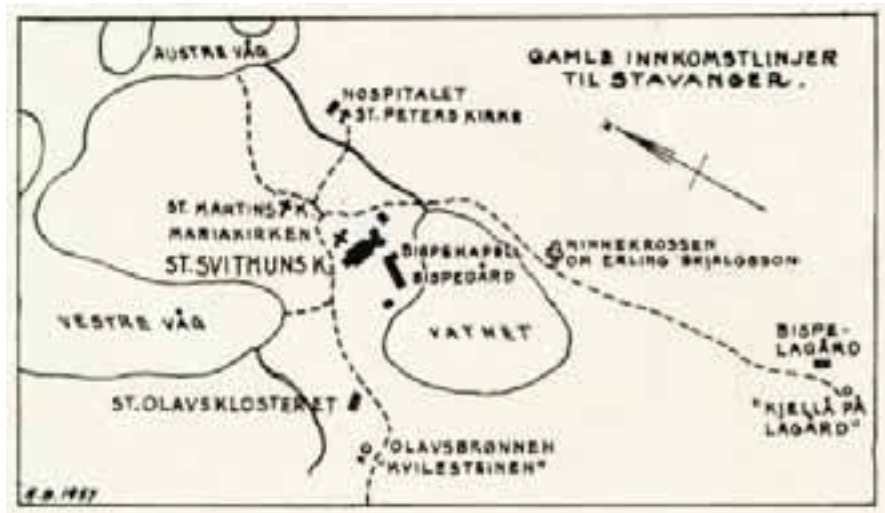 GAMLE INNKOMSTLINJER
TIL STAVANGER.
AUSTRE VÅG
HOSPITALET
ST. PETERS KIRKE
ST. MARTINS K.
MARIAKIRKEN
ST. SVITHUNS K.
BISPEKAPELL
BISPEGÅRD
MINNEKROSSEN
OM ERLING SKJALGSSON
VESTRE VÅG
VATNET
BISPE-
LAGÅRD
"KJELLÅ PÅ
LAGÅRD"
ST. OLAVSKLOSTERET
OLAVSBRØNNEN
"KVILESTEINEN"
1937